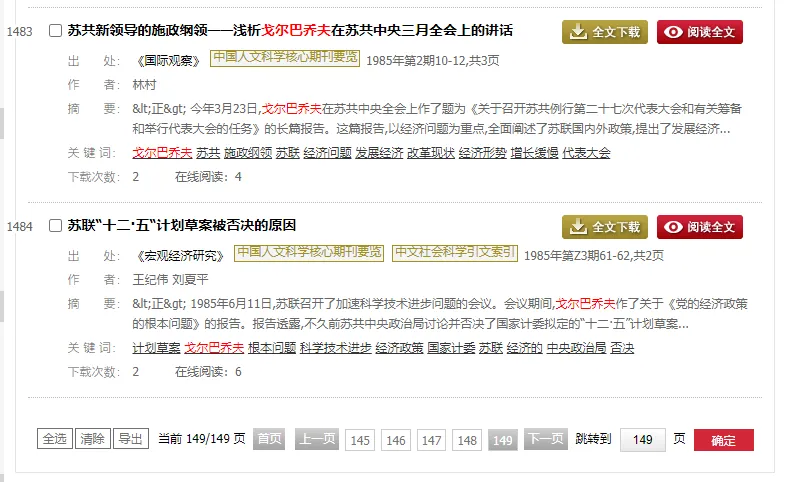 1483 苏共新领导的施政纲领——浅析戈尔巴乔夫在苏共中央三月全会上的讲话 全文下载 阅读全文
出 处： 《国际观察》 中国人文科学核心期刊要览 1985年第2期10-12,共3页
作 者： 林村
摘 要： &lt;正&gt; 今年3月23日,戈尔巴乔夫在苏共中央全会上作了题为《关于召开苏共例行第二十七次代表大会和有关筹备
和举行代表大会的任务》的长篇报告。这篇报告,以经济问题为重点,全面阐述了苏联国内外政策,提出了发展经济...
关 键 词： 戈尔巴乔夫 苏共 施政纲领 苏联 经济问题 发展经济 改革现状 经济形势 增长缓慢 代表大会
下载次数： 2 在线阅读： 4
1484 苏联“十二·五“计划草案被否决的原因 全文下载 阅读全文
出 处： 《宏观经济研究》 中国人文科学核心期刊要览 中文社会科学引文索引 1985年第Z3期61-62,共2页
作 者： 王纪伟 刘夏平
摘 要： &lt;正&gt; 1985年6月11日,苏联召开了加速科学技术进步问题的会议。会议期间,戈尔巴乔夫作了关于《党的经济政策
的根本问题》的报告。报告透露,不久前苏共中央政治局讨论并否决了国家计委拟定的“十二·五”计划草案...
关 键 词： 计划草案 戈尔巴乔夫 根本问题 科学技术进步 经济政策 国家计委 苏联 经济的 中央政治局 否决
下载次数： 2 在线阅读： 6
全选 清除 导出 当前 149/149 页 首页 上一页 145 146 147 148 149 下一页 跳转到 149 页 确定